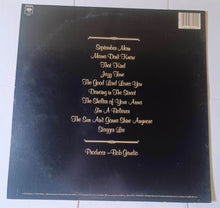 September Man
Mama Don't Know
That Kind
Jazz Time
The Good Lord Loves You
Dancing in The Street
The Shelter of Your Arms
I'm A Believer
The Sun Ain't Gonna Shine Anymore
Stagger Lee
Producer — Bob Gaudio